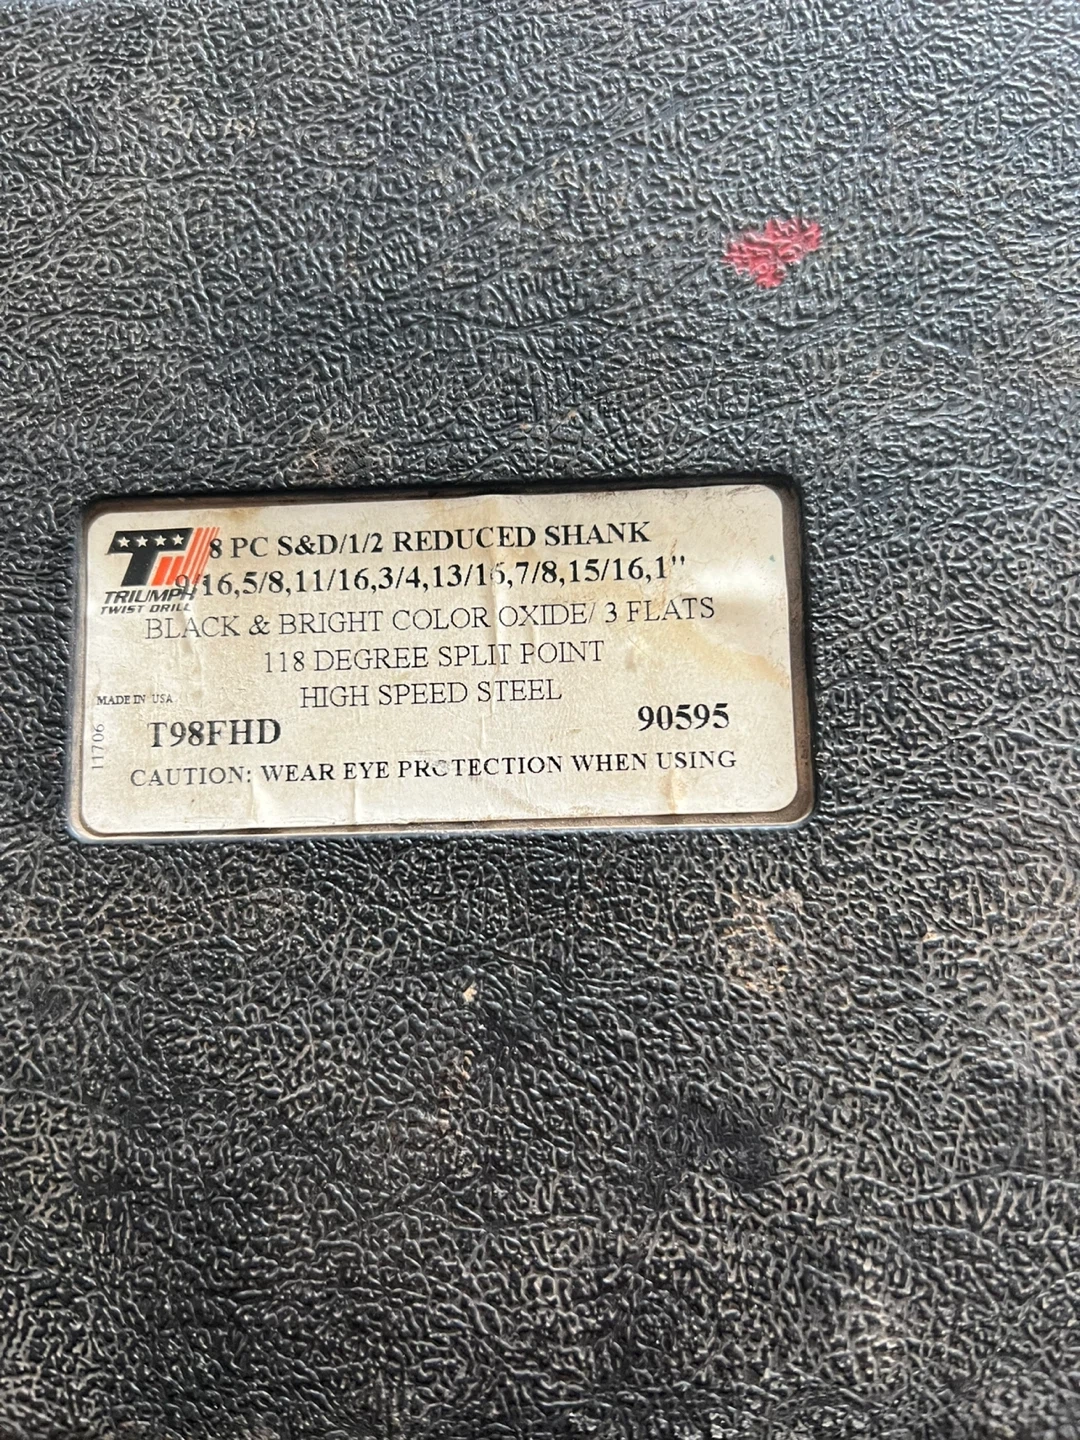 8 PC S&D/1/2 REDUCED SHANK
9/16,5/8,11/16,3/4,13/16,7/8,15/16,1"
TRIUMPH
TWIST DRILL
BLACK & BRIGHT COLOR OXIDE/ 3 FLATS
118 DEGREE SPLIT POINT
HIGH SPEED STEEL
MADE IN USA
11706
T98FHD
90595
CAUTION: WEAR EYE PROTECTION WHEN USING